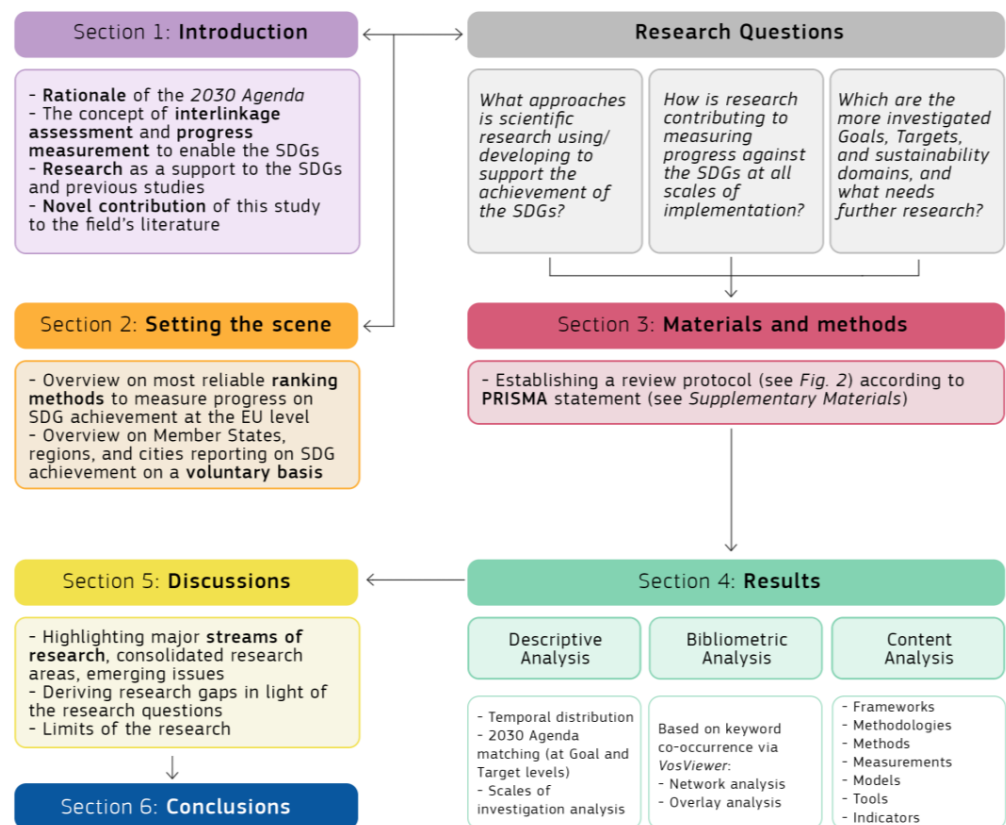 Section 1: Introduction
- Rationale of the 2030 Agenda
- The concept of interlinkage
assessment and progress
measurement to enable the SDGs
- Research as a support to the SDGs
and previous studies
- Novel contribution of this study
to the field's literature
Research Questions
What approaches
is scientific
research using/
developing to
support the
achievement of
the SDGs?
How is research
contributing to
measuring
progress against
the SDGs at all
scales of
implementation?
Which are the
more investigated
Goals, Targets,
and sustainability
domains, and
what needs
further research?
Section 2: Setting the scene
- Overview on most reliable ranking
methods to measure progress on
SDG achievement at the EU level
- Overview on Member States,
regions, and cities reporting on SDG
achievement on a voluntary basis
Section 3: Materials and methods
- Establishing a review protocol (see Fig. 2) according to
PRISMA statement (see Supplementary Materials)
Section 4: Results
Descriptive
Analysis
- Temporal distribution
- 2030 Agenda
matching (at Goal and
Target levels)
- Scales of
investigation analysis
Bibliometric
Analysis
Based on keyword
co-occurrence via
VosViewer:
- Network analysis
- Overlay analysis
Content
Analysis
- Frameworks
- Methodologies
- Methods
- Measurements
- Models
- Tools
- Indicators
Section 5: Discussions
- Highlighting major streams of
research, consolidated research
areas, emerging issues
- Deriving research gaps in light of
the research questions
- Limits of the research
Section 6: Conclusions